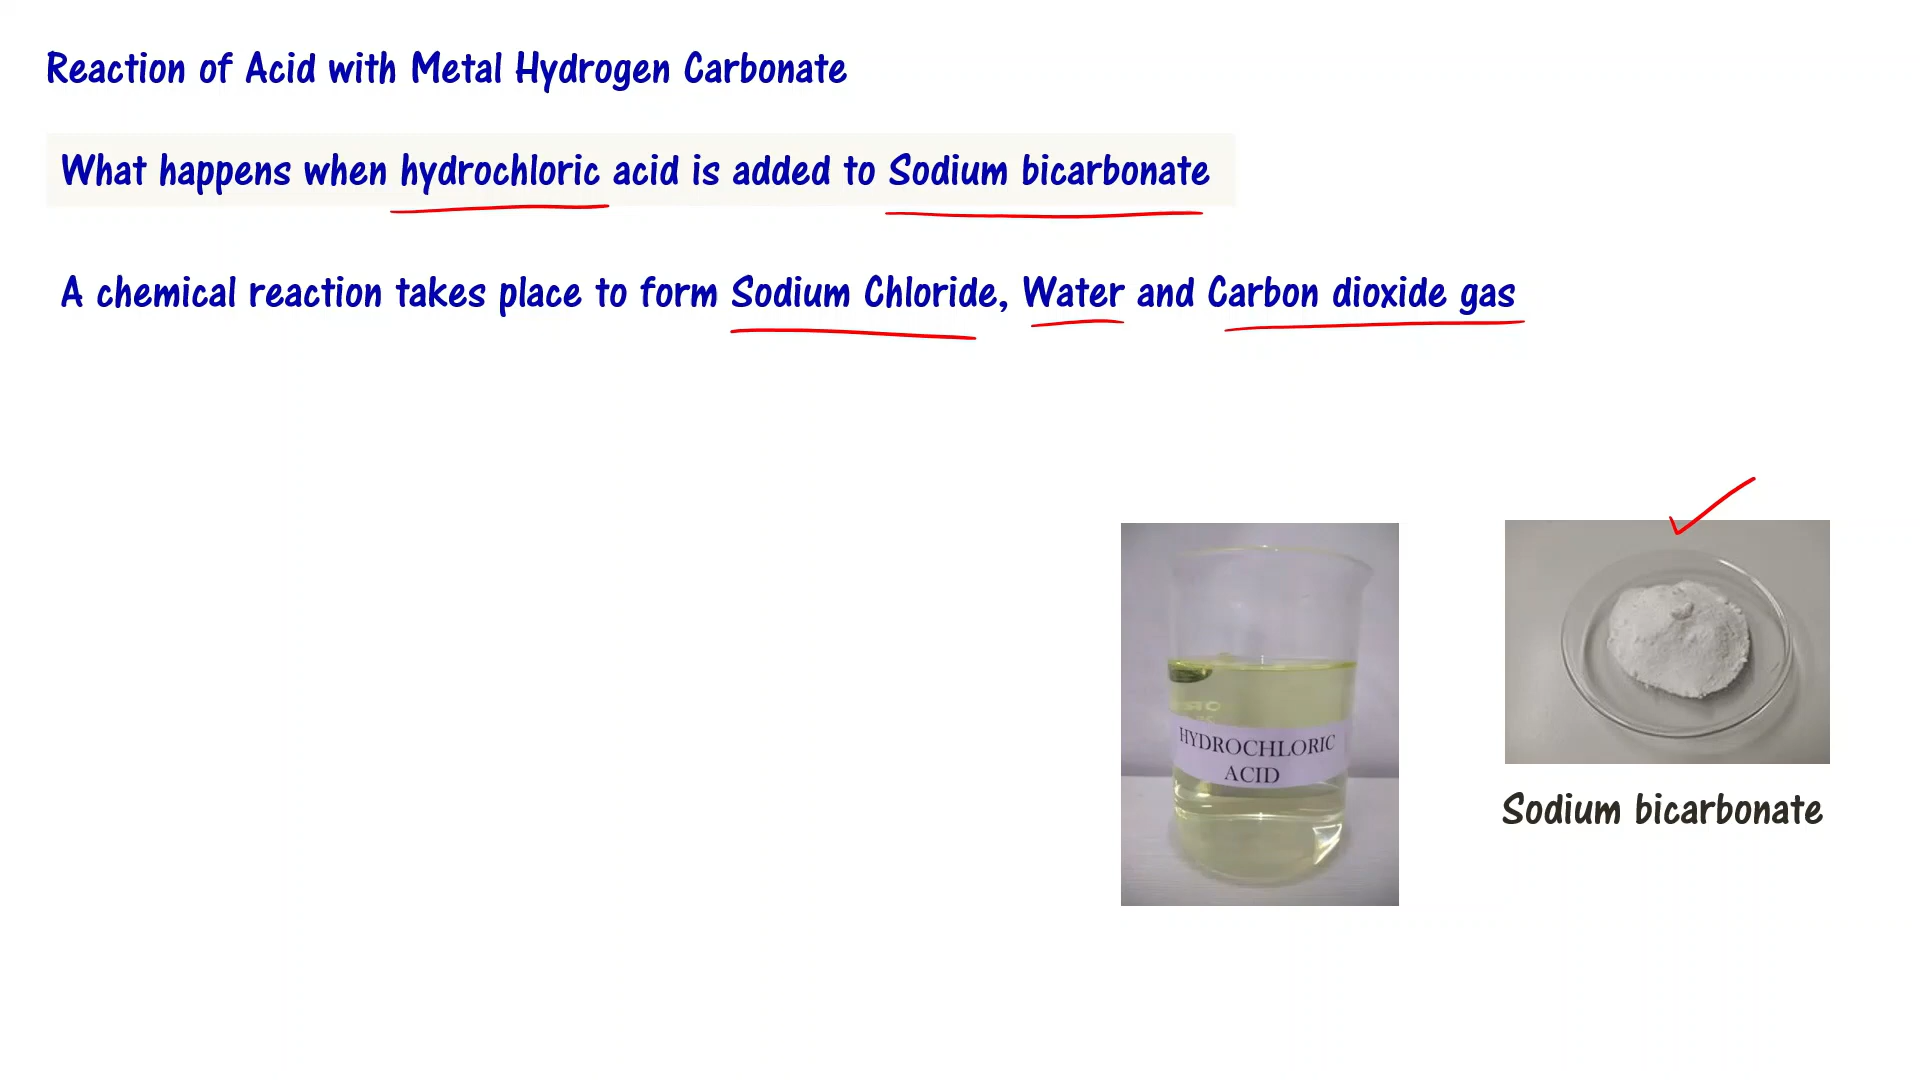 Reaction of Acid with Metal Hydrogen Carbonate
What happens when hydrochloric acid is added to Sodium bicarbonate
A chemical reaction takes place to form Sodium Chloride, Water and Carbon dioxide gas
HYDROCHLORIC
ACID
Sodium bicarbonate